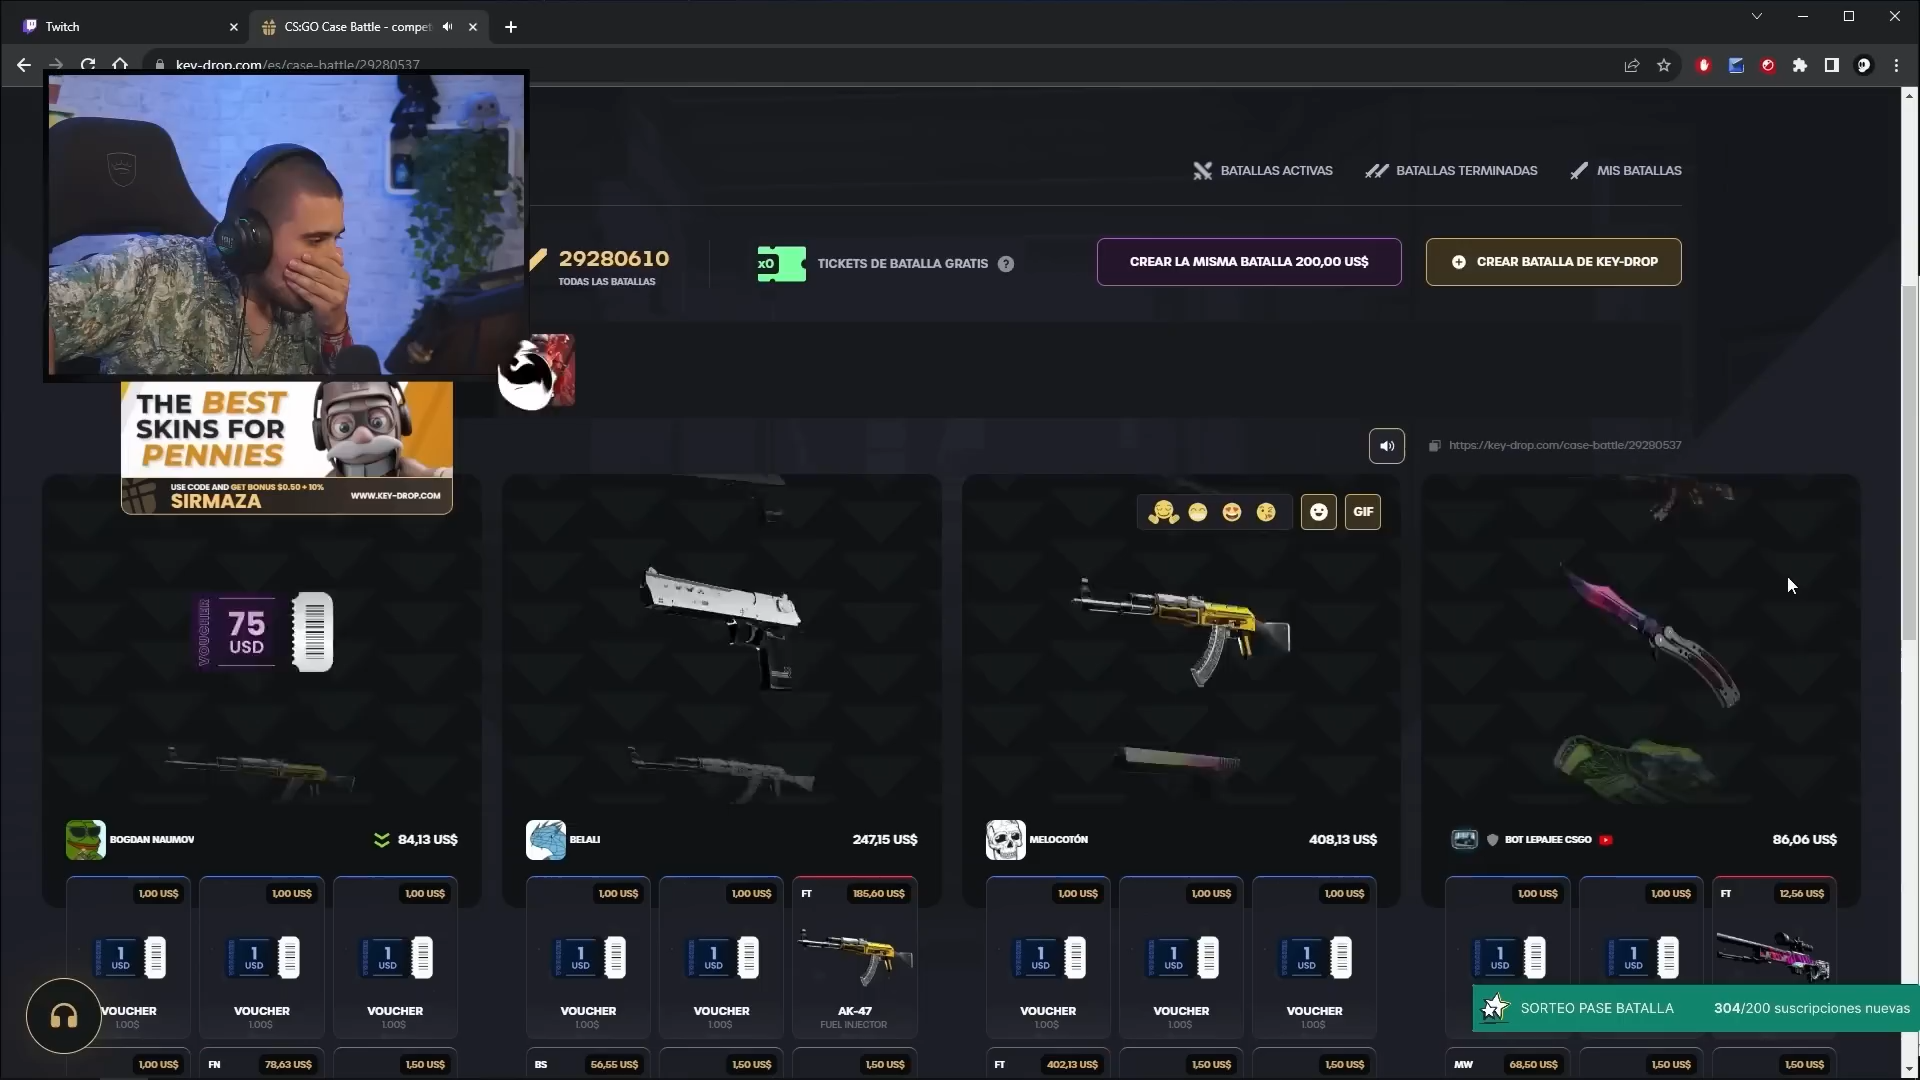 Twitch
CS:GO Case Battle - compet
key-drop.com/es/case-battle/29280537
BATALLAS ACTIVAS
BATALLAS TERMINADAS
MIS BATALLAS
29280610
TODAS LAS BATALLAS
x0
TICKETS DE BATALLA GRATIS
?
CREAR LA MISMA BATALLA 200,00 US$
CREAR BATALLA DE KEY-DROP
THE BEST
SKINS FOR
PENNIES
USE CODE AND GET BONUS $0.50 + 10%
SIRMAZA
WWW.KEY-DROP.COM
https://key-drop.com/case-battle/29280537
GIF
VOUCHER
75
USD
BOGDAN NAUMOV
84,13 US$
BELALI
247,15 US$
MELOCOTÓN
408,13 US$
BOT LEPAJEE CSGO
86,06 US$
1,00 US$
1,00 US$
1,00 US$
1,00 US$
1,00 US$
FT
185,60 US$
1,00 US$
1,00 US$
1,00 US$
1,00 US$
1,00 US$
FT
12,56 US$
1
USD
1
USD
1
USD
1
USD
1
USD
1
USD
1
USD
1
USD
1
USD
1
USD
VOUCHER
1.00$
VOUCHER
1.00$
VOUCHER
1.00$
VOUCHER
1.00$
VOUCHER
1.00$
AK-47
FUEL INJECTOR
VOUCHER
1.00$
VOUCHER
1.00$
VOUCHER
1.00$
SORTEO PASE BATALLA
304/200 suscripciones nuevas
1,00 US$
FN
78,63 US$
1,50 US$
BS
56,55 US$
1,50 US$
1,50 US$
FT
402,13 US$
1,50 US$
1,50 US$
MW
68,50 US$
1,50 US$
1,50 US$